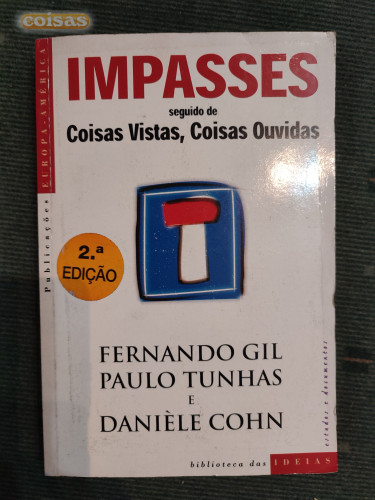 coisas
IMPASSES
seguido de
Coisas Vistas, Coisas Ouvidas
Publicações EUROPA-AMÉRICA
2.ª
EDIÇÃO
FERNANDO GIL
PAULO TUNHAS
E
DANIÈLE COHN
estudos e documentos
biblioteca das IDEIAS